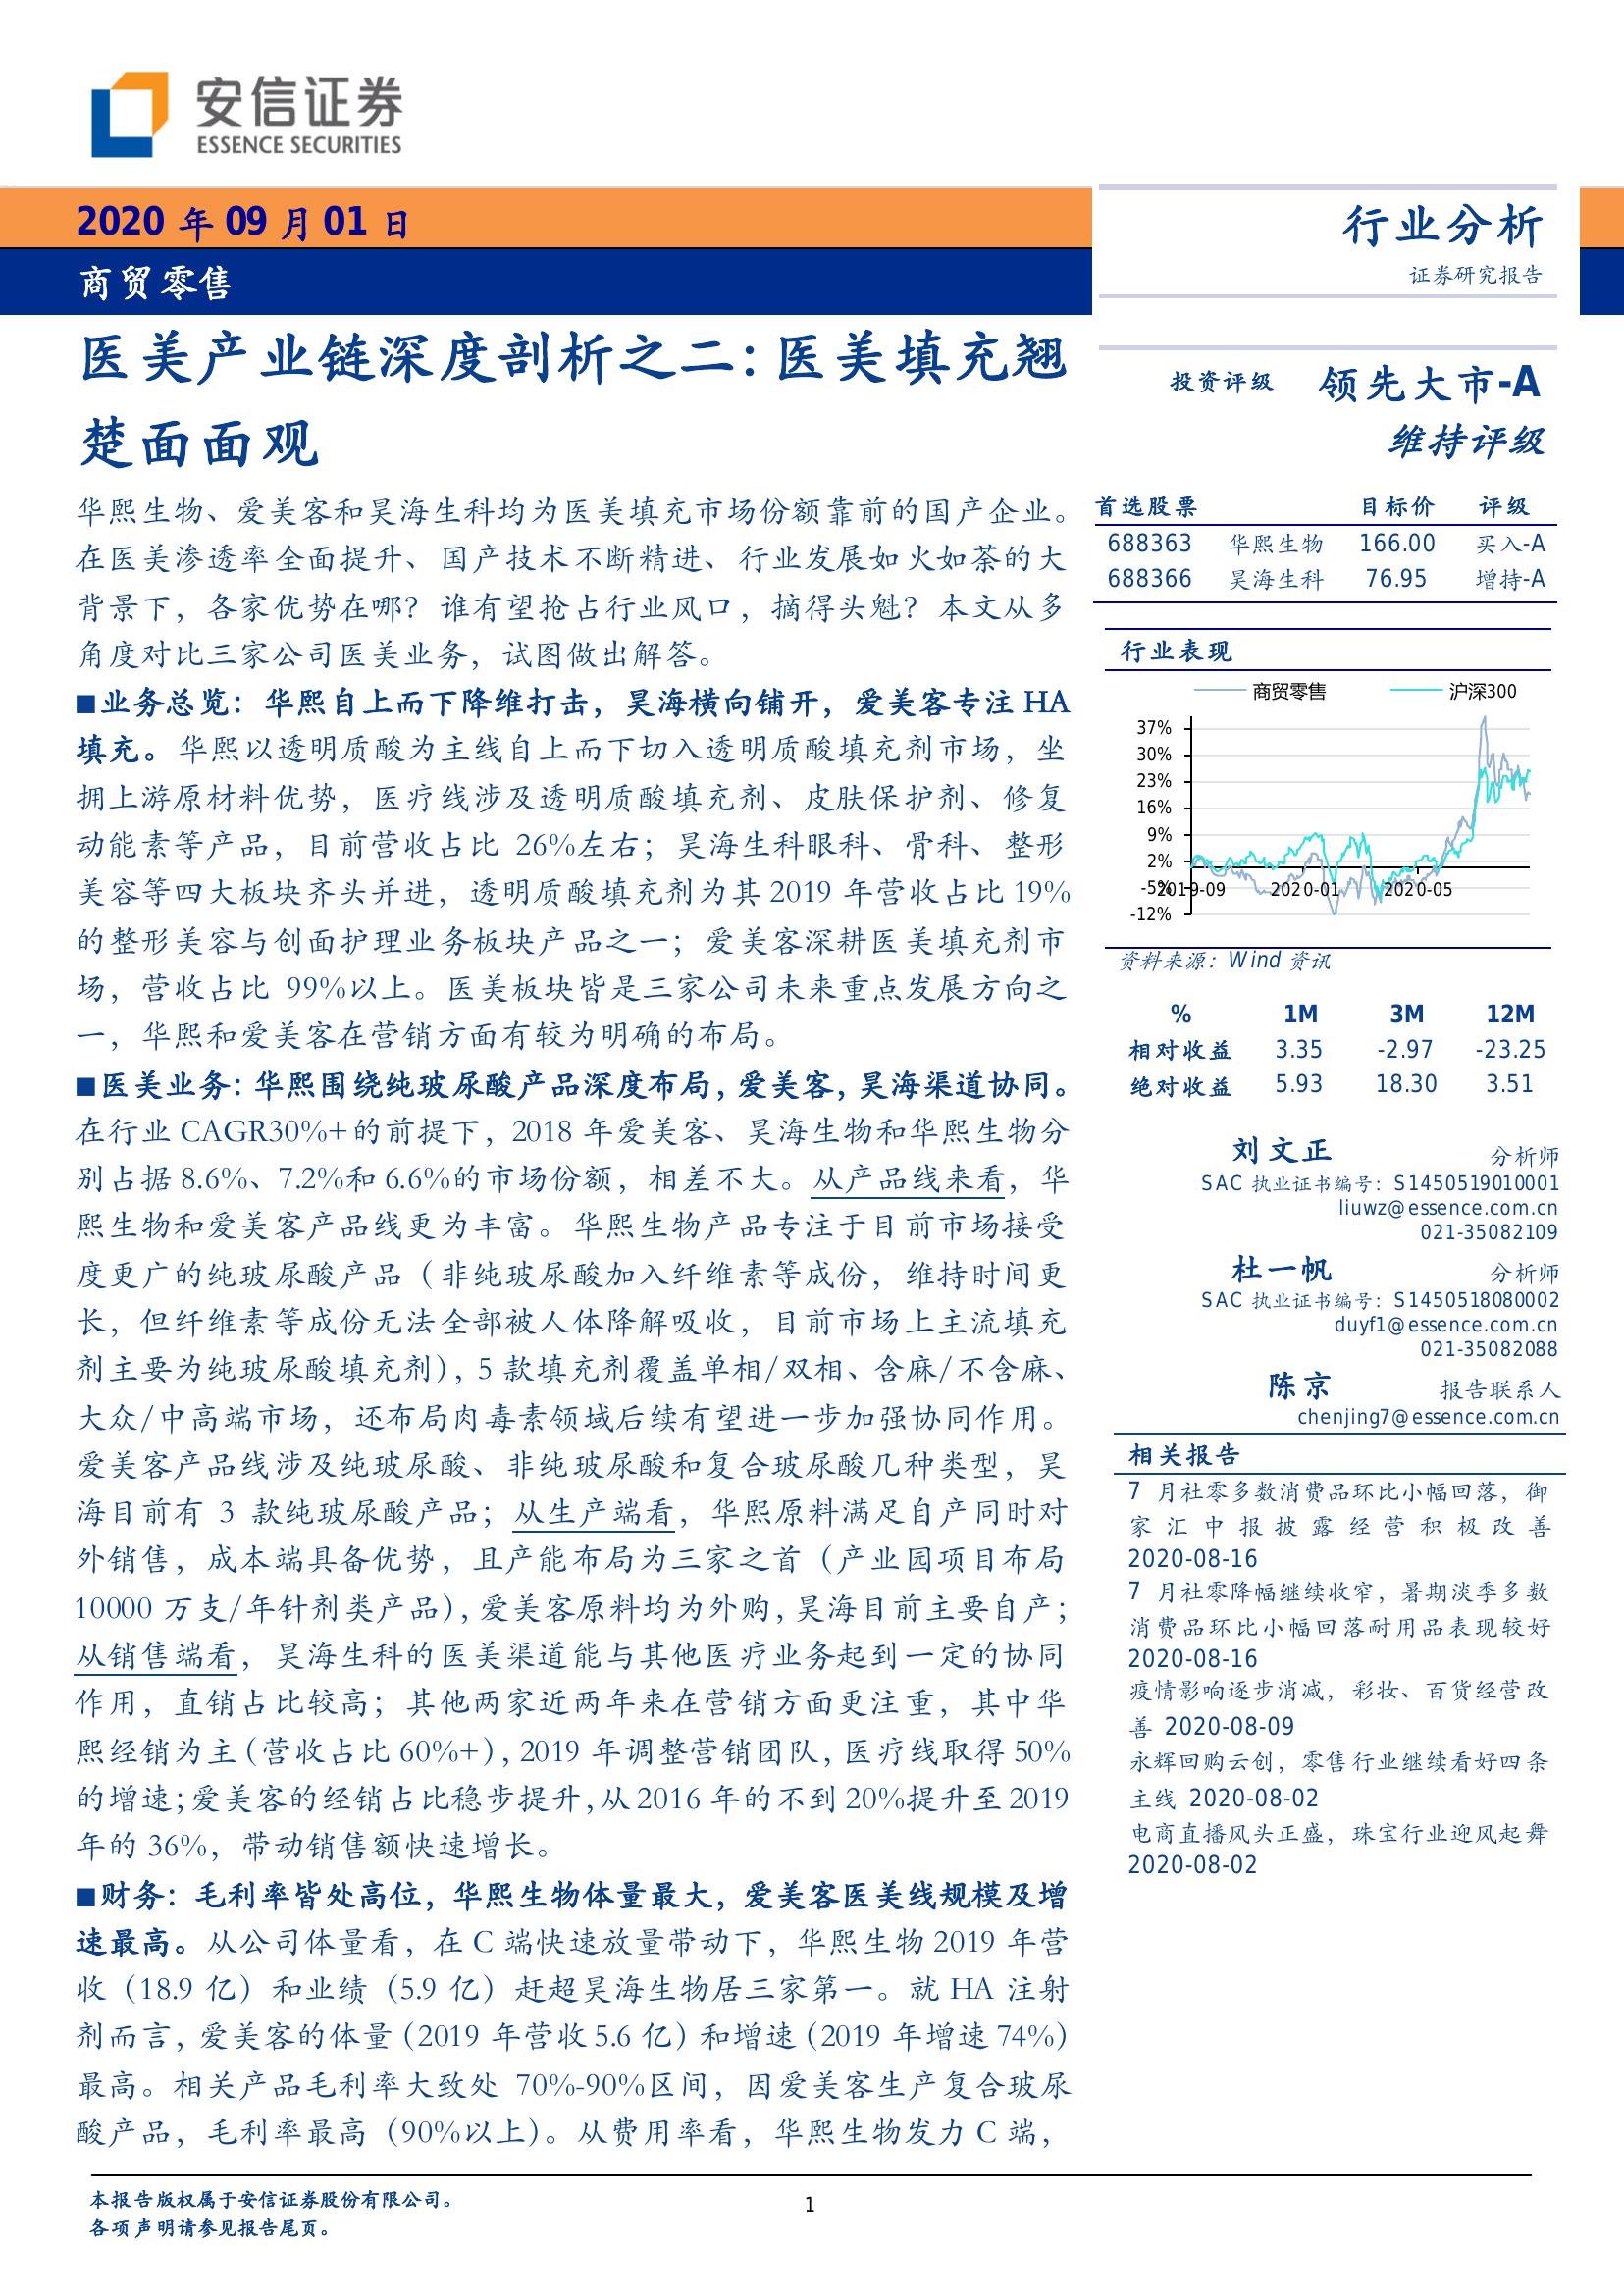 安信证券
ESSENCE SECURITIES
2020 年 09 月 01 日
商贸零售
行业分析
证券研究报告
医美产业链深度剖析之二：医美填充翘
楚面面观
华熙生物、爱美客和昊海生科均为医美填充市场份额靠前的国产企业。
在医美渗透率全面提升、国产技术不断精进、行业发展如火如荼的大
背景下，各家优势在哪？谁有望抢占行业风口，摘得头魁？本文从多
角度对比三家公司医美业务，试图做出解答。
■业务总览：华熙自上而下降维打击，昊海横向铺开，爱美客专注 HA
填充。华熙以透明质酸为主线自上而下切入透明质酸填充剂市场，坐
拥上游原材料优势，医疗线涉及透明质酸填充剂、皮肤保护剂、修复
动能素等产品，目前营收占比 26%左右；昊海生科眼科、骨科、整形
美容等四大板块齐头并进，透明质酸填充剂为其 2019 年营收占比 19%
的整形美容与创面护理业务板块产品之一；爱美客深耕医美填充剂市
场，营收占比 99%以上。医美板块皆是三家公司未来重点发展方向之
一，华熙和爱美客在营销方面有较为明确的布局。
■医美业务：华熙围绕纯玻尿酸产品深度布局，爱美客，昊海渠道协同。
在行业 CAGR30%+的前提下，2018 年爱美客、昊海生物和华熙生物分
别占据 8.6%、7.2%和 6.6%的市场份额，相差不大。从产品线来看，华
熙生物和爱美客产品线更为丰富。华熙生物产品专注于目前市场接受
度更广的纯玻尿酸产品（非纯玻尿酸加入纤维素等成份，维持时间更
长，但纤维素等成份无法全部被人体降解吸收，目前市场上主流填充
剂主要为纯玻尿酸填充剂），5 款填充剂覆盖单相/双相、含麻/不含麻、
大众/中高端市场，还布局肉毒素领域后续有望进一步加强协同作用。
爱美客产品线涉及纯玻尿酸、非纯玻尿酸和复合玻尿酸几种类型，昊
海目前有 3 款纯玻尿酸产品；从生产端看，华熙原料满足自产同时对
外销售，成本端具备优势，且产能布局为三家之首（产业园项目布局
10000 万支/年针剂类产品），爱美客原料均为外购，昊海目前主要自产；
从销售端看，昊海生科的医美渠道能与其他医疗业务起到一定的协同
作用，直销占比较高；其他两家近两年来在营销方面更注重，其中华
熙经销为主（营收占比 60%+），2019 年调整营销团队，医疗线取得 50%
的增速；爱美客的经销占比稳步提升，从 2016 年的不到 20%提升至 2019
年的 36%，带动销售额快速增长。
■财务：毛利率皆处高位，华熙生物体量最大，爱美客医美线规模及增
速最高。从公司体量看，在 C 端快速放量带动下，华熙生物 2019 年营
收（18.9 亿）和业绩（5.9 亿）赶超昊海生物居三家第一。就 HA 注射
剂而言，爱美客的体量（2019 年营收 5.6 亿）和增速（2019 年增速 74%）
最高。相关产品毛利率大致处 70%-90%区间，因爱美客生产复合玻尿
酸产品，毛利率最高（90%以上）。从费用率看，华熙生物发力 C 端，
投资评级 领先大市-A
维持评级
首选股票 目标价 评级
688363 华熙生物 166.00 买入-A
688366 昊海生科 76.95 增持-A
行业表现
商贸零售 沪深300
37%
30%
23%
16%
9%
2%
-5%
-12%
2019-09 2020-01 2020-05
资料来源：Wind 资讯
% 1M 3M 12M
相对收益 3.35 -2.97 -23.25
绝对收益 5.93 18.30 3.51
刘文正 分析师
SAC 执业证书编号：S1450519010001
liuwz@essence.com.cn
021-35082109
杜一帆 分析师
SAC 执业证书编号：S1450518080002
duyf1@essence.com.cn
021-35082088
陈京 报告联系人
chenjing7@essence.com.cn
相关报告
7 月社零多数消费品环比小幅回落，御
家汇中报披露经营积极改善
2020-08-16
7 月社零降幅继续收窄，暑期淡季多数
消费品环比小幅回落耐用品表现较好
2020-08-16
疫情影响逐步消减，彩妆、百货经营改
善 2020-08-09
永辉回购云创，零售行业继续看好四条
主线 2020-08-02
电商直播风头正盛，珠宝行业迎风起舞
2020-08-02
本报告版权属于安信证券股份有限公司。
各项声明请参见报告尾页。
1